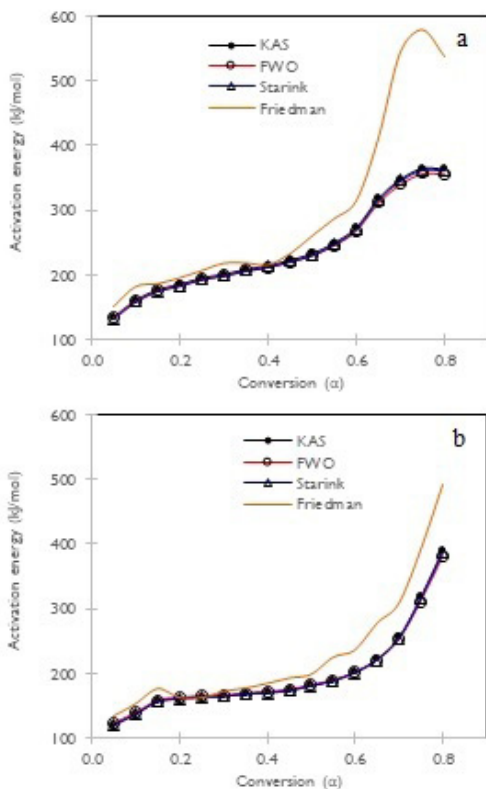 a
KAS
FWO
Starink
Friedman
Activation energy (kJ/mol)
600
500
400
300
200
100
0.0 0.2 0.4 0.6 0.8
Conversion (α)
b
KAS
FWO
Starink
Friedman
Activation energy (kJ/mol)
600
500
400
300
200
100
0.0 0.2 0.4 0.6 0.8
Conversion (α)